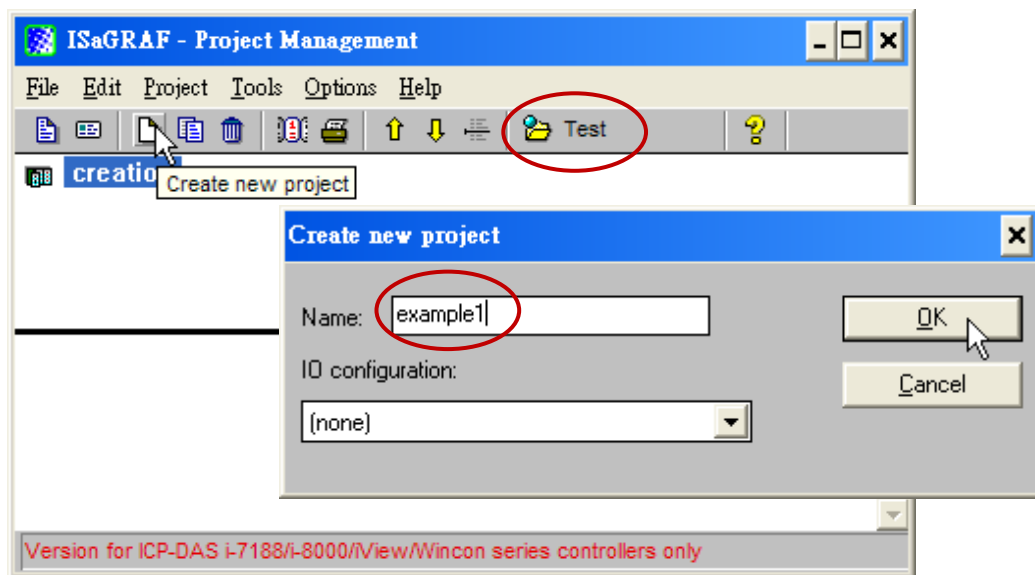 ISaGRAF - Project Management
File Edit Project Tools Options Help
Test
creatio
Create new project
Create new project
Name: example1
OK
IO configuration:
Cancel
(none)
Version for ICP-DAS i-7188/i-8000/iView/Wincon series controllers only